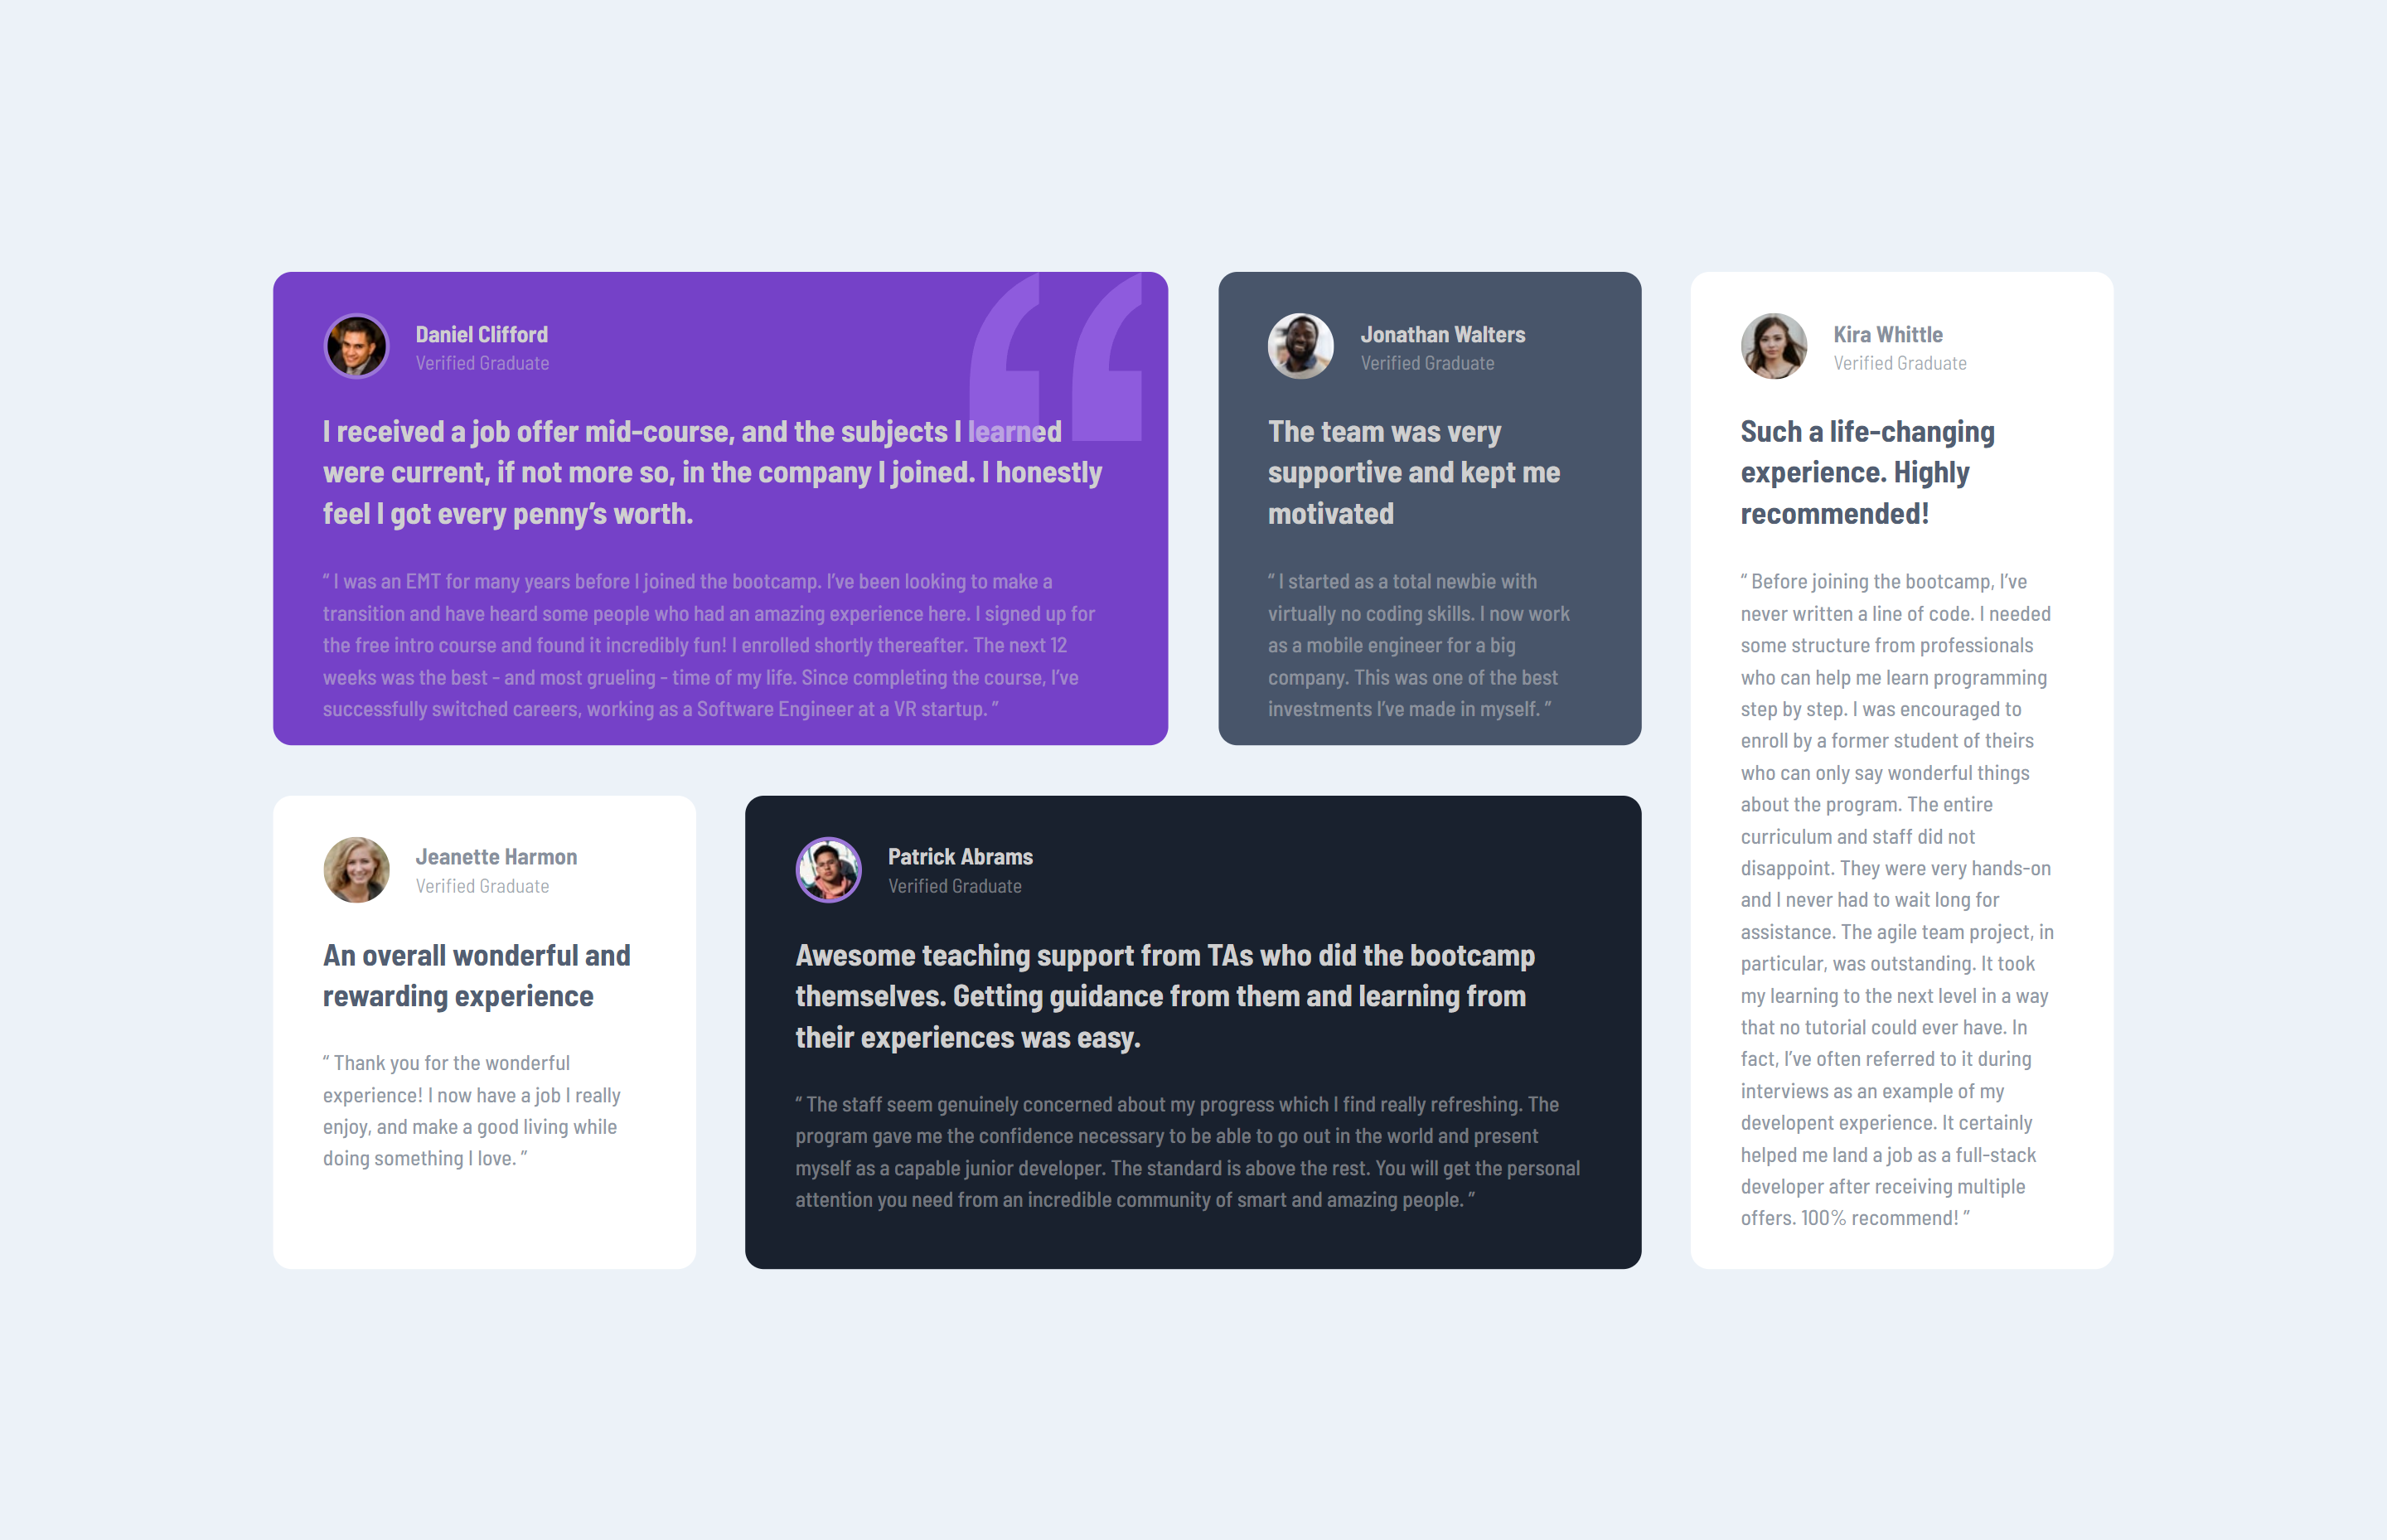 Daniel Clifford
Verified Graduate
I received a job offer mid-course, and the subjects I learned
were current, if not more so, in the company I joined. I honestly
feel I got every penny’s worth.
“ I was an EMT for many years before I joined the bootcamp. I’ve been looking to make a
transition and have heard some people who had an amazing experience here. I signed up for
the free intro course and found it incredibly fun! I enrolled shortly thereafter. The next 12
weeks was the best - and most grueling - time of my life. Since completing the course, I’ve
successfully switched careers, working as a Software Engineer at a VR startup. ”
Jonathan Walters
Verified Graduate
The team was very
supportive and kept me
motivated
“ I started as a total newbie with
virtually no coding skills. I now work
as a mobile engineer for a big
company. This was one of the best
investments I’ve made in myself. ”
Kira Whittle
Verified Graduate
Such a life-changing
experience. Highly
recommended!
“ Before joining the bootcamp, I’ve
never written a line of code. I needed
some structure from professionals
who can help me learn programming
step by step. I was encouraged to
enroll by a former student of theirs
who can only say wonderful things
about the program. The entire
curriculum and staff did not
disappoint. They were very hands-on
and I never had to wait long for
assistance. The agile team project, in
particular, was outstanding. It took
my learning to the next level in a way
that no tutorial could ever have. In
fact, I’ve often referred to it during
interviews as an example of my
developent experience. It certainly
helped me land a job as a full-stack
developer after receiving multiple
offers. 100% recommend! ”
Jeanette Harmon
Verified Graduate
An overall wonderful and
rewarding experience
“ Thank you for the wonderful
experience! I now have a job I really
enjoy, and make a good living while
doing something I love. ”
Patrick Abrams
Verified Graduate
Awesome teaching support from TAs who did the bootcamp
themselves. Getting guidance from them and learning from
their experiences was easy.
“ The staff seem genuinely concerned about my progress which I find really refreshing. The
program gave me the confidence necessary to be able to go out in the world and present
myself as a capable junior developer. The standard is above the rest. You will get the personal
attention you need from an incredible community of smart and amazing people. ”